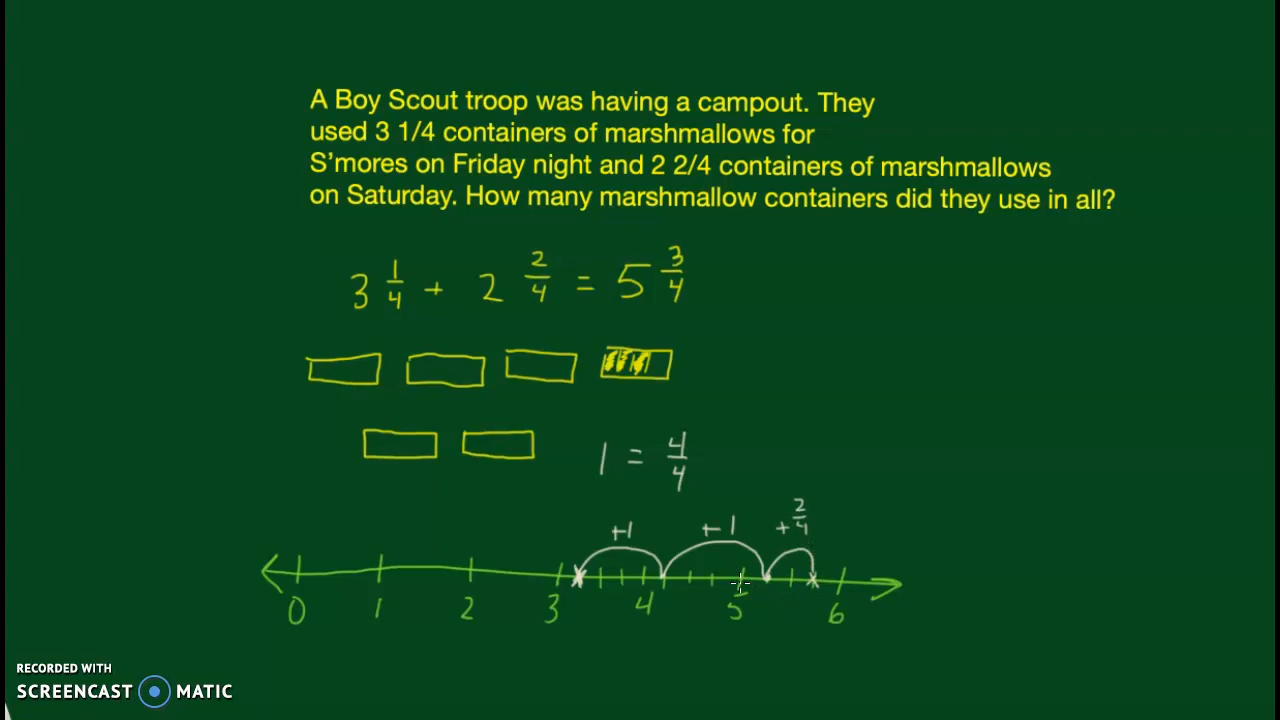 A Boy Scout troop was having a campout. They
used 3 1/4 containers of marshmallows for
S'mores on Friday night and 2 2/4 containers of marshmallows
on Saturday. How many marshmallow containers did they use in all?
3 1/4 + 2 2/4 = 5 3/4
1 = 4/4
+1 +1 +2/4
0 1 2 3 4 5 6
RECORDED WITH
SCREENCAST MATIC